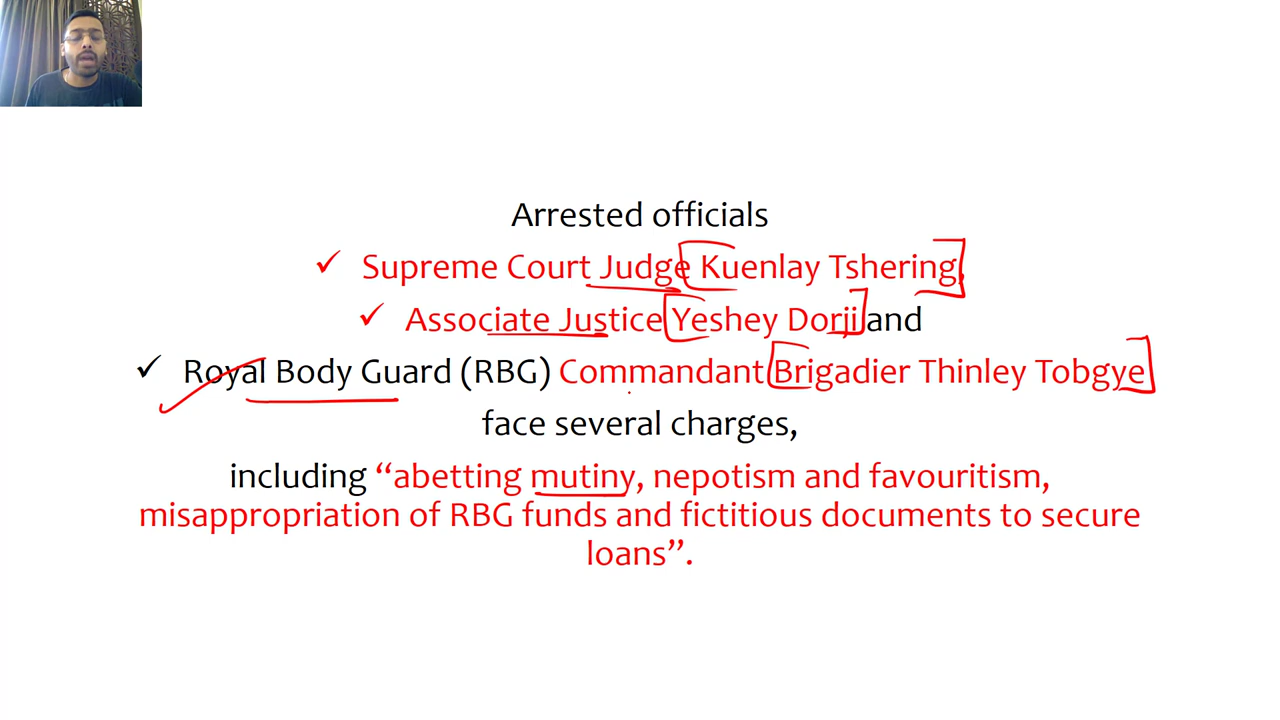 Arrested officials
✓ Supreme Court Judge Kuenlay Tshering,
✓ Associate Justice Yeshey Dorji and
✓ Royal Body Guard (RBG) Commandant Brigadier Thinley Tobgye
face several charges,
including “abetting mutiny, nepotism and favouritism,
misappropriation of RBG funds and fictitious documents to secure
loans”.